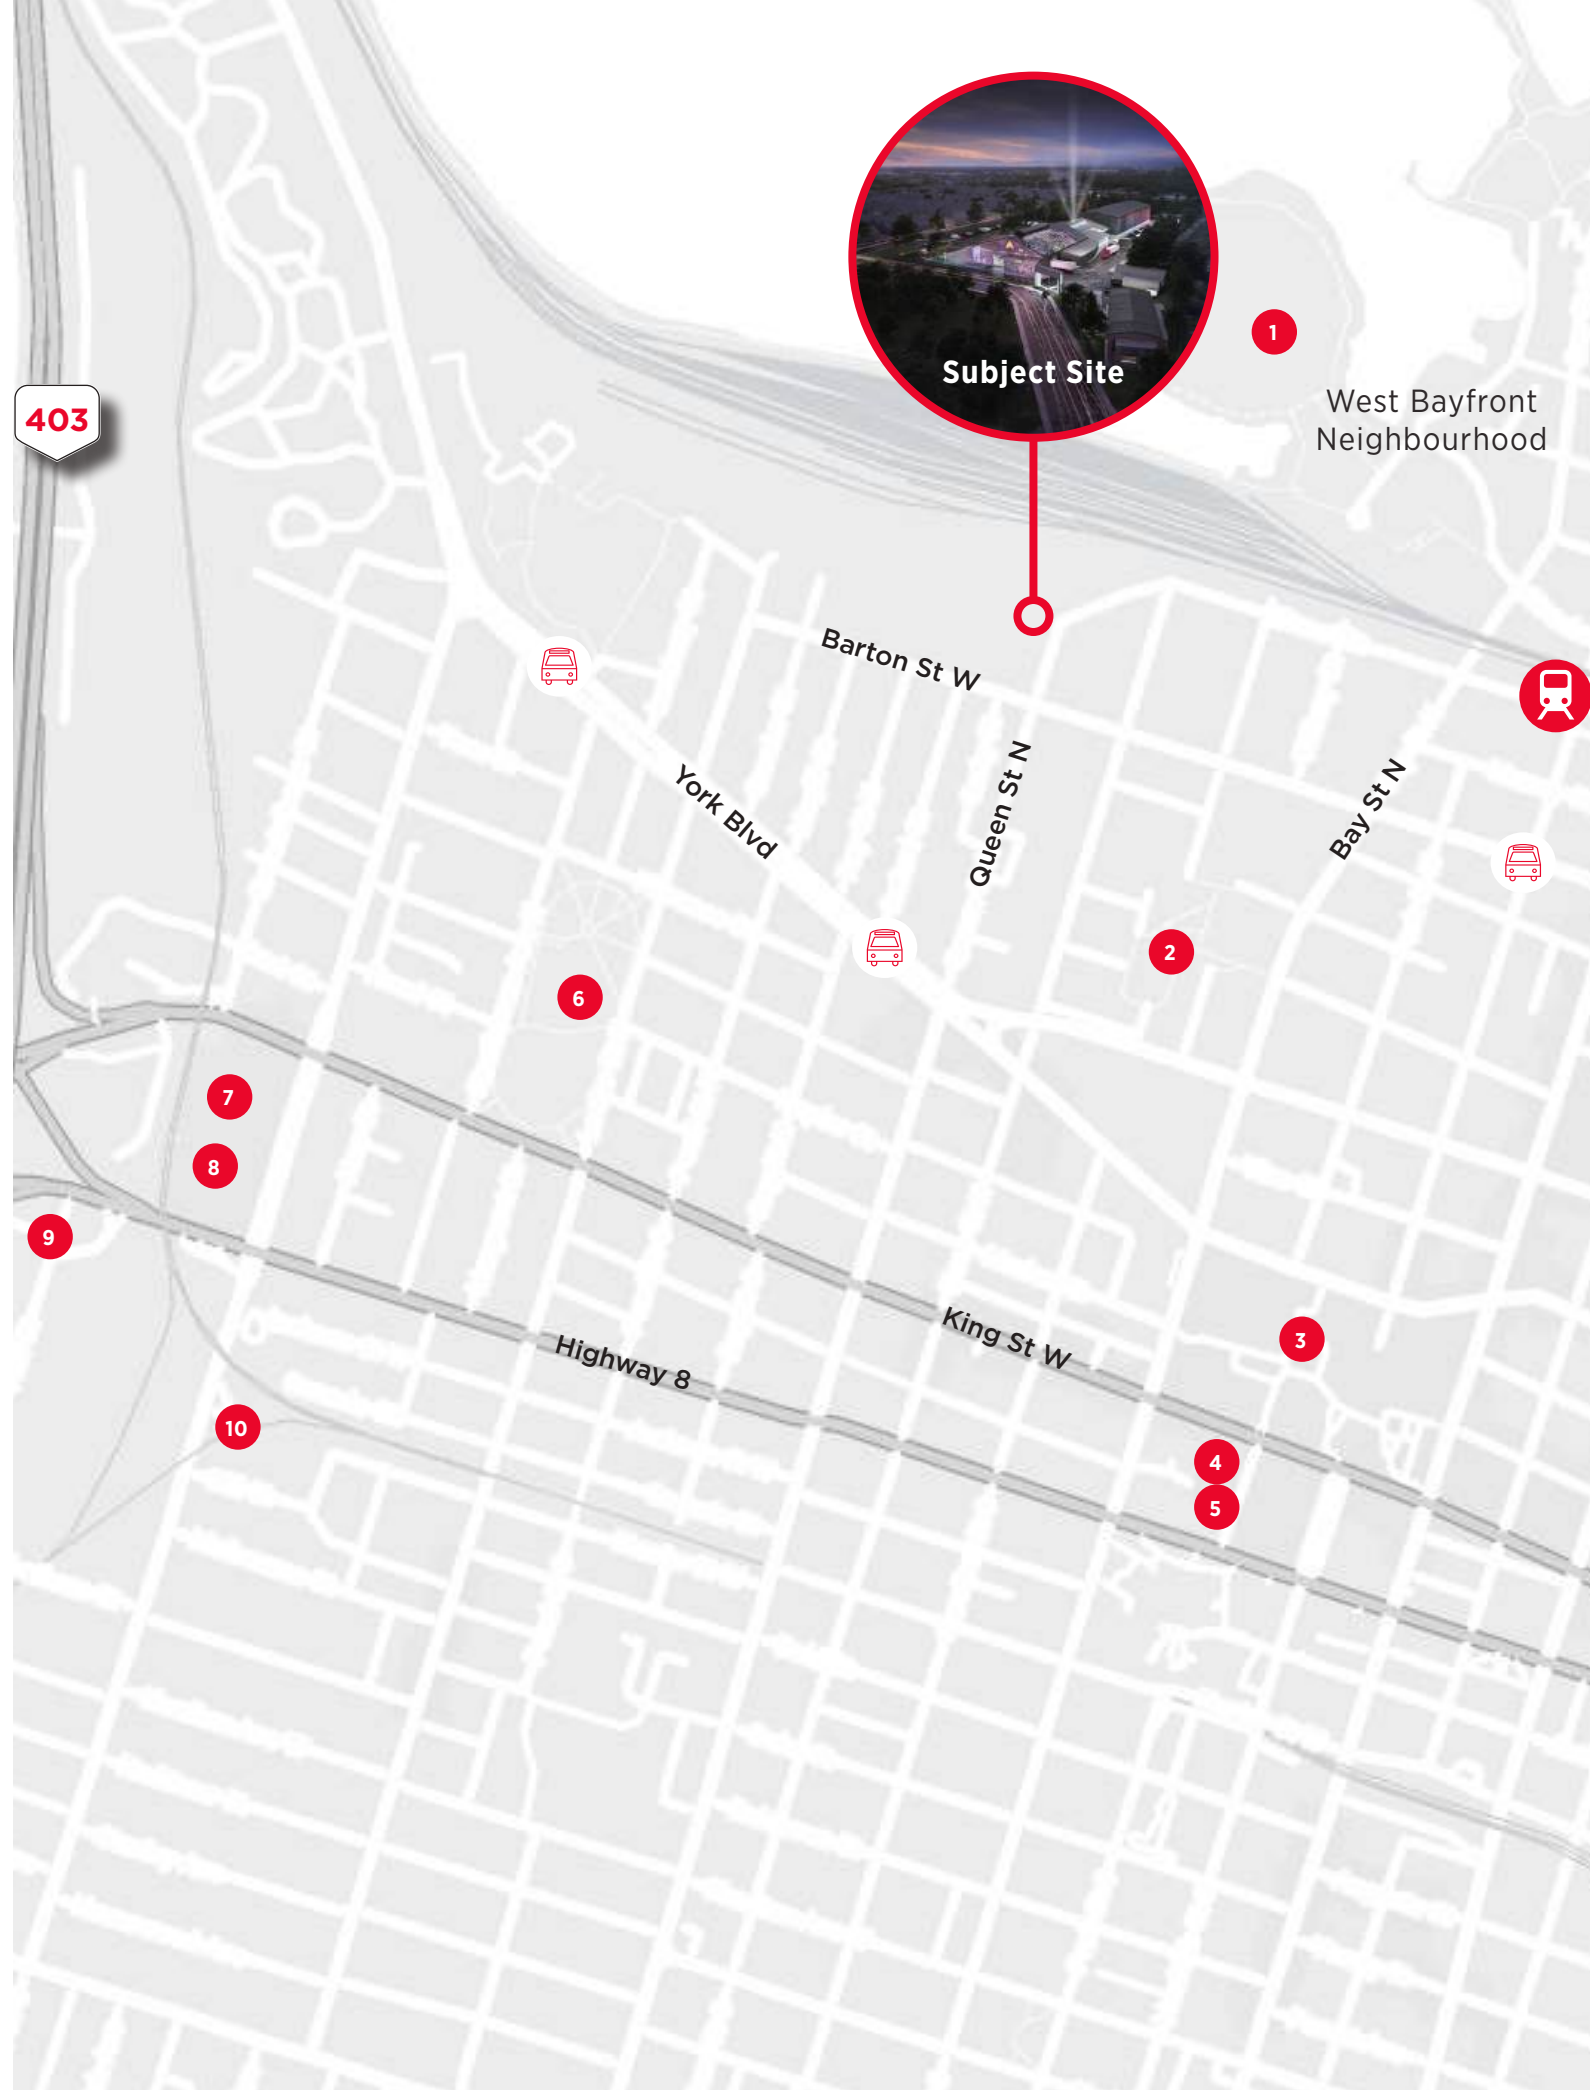 Subject Site
1
West Bayfront
Neighbourhood
403
Barton St W
York Blvd
Queen St N
Bay St N
2
6
7
8
9
King St W
3
Highway 8
10
4
5